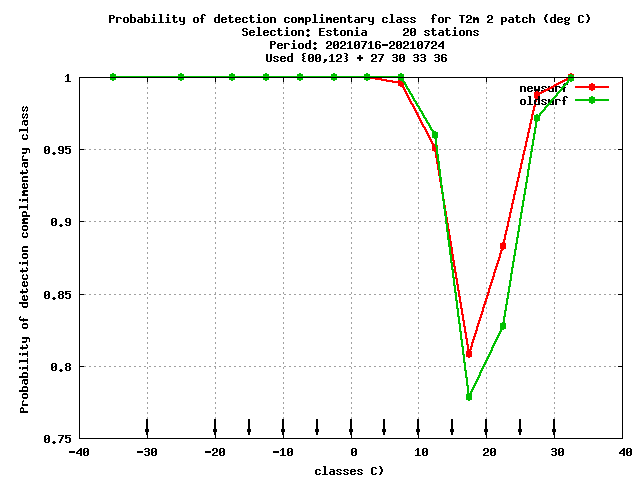 Probability of detection complimentary class  for T2m 2 patch (deg C)
Selection: Estonia     20 stations
Period: 20210716-20210724
Used {00,12} + 27 30 33 36
Probability of detection complimentary class
1
0.95
0.9
0.85
0.8
0.75
newsurf
oldsurf
-40 -30 -20 -10 0 10 20 30 40
classes C)